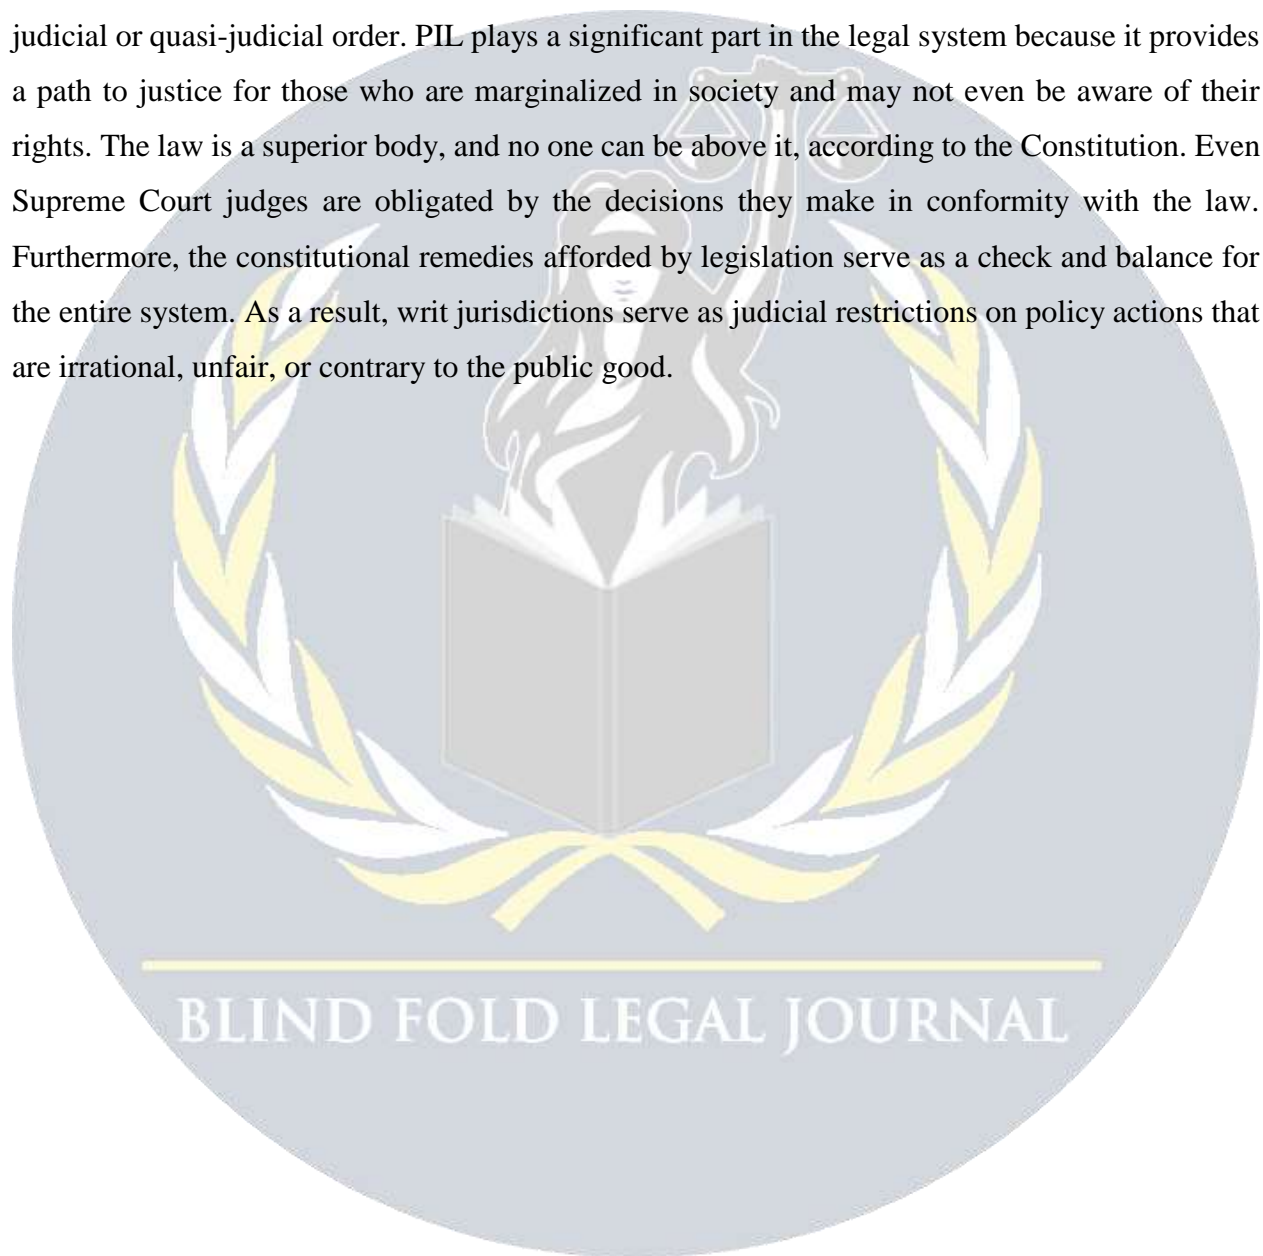 judicial or quasi-judicial order. PIL plays a significant part in the legal system because it provides
a path to justice for those who are marginalized in society and may not even be aware of their
rights. The law is a superior body, and no one can be above it, according to the Constitution. Even
Supreme Court judges are obligated by the decisions they make in conformity with the law.
Furthermore, the constitutional remedies afforded by legislation serve as a check and balance for
the entire system. As a result, writ jurisdictions serve as judicial restrictions on policy actions that
are irrational, unfair, or contrary to the public good.
BLIND FOLD LEGAL JOURNAL